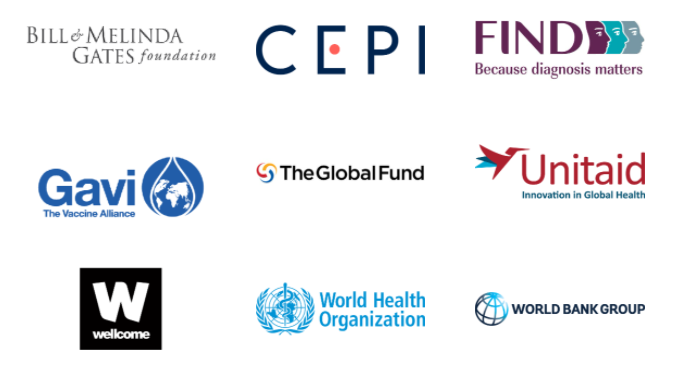 BILL & MELINDA
GATES foundation
CEPI
FIND
Because diagnosis matters
Gavi
The Vaccine Alliance
The Global Fund
Unitaid
Innovation in Global Health
W
wellcome
World Health
Organization
WORLD BANK GROUP